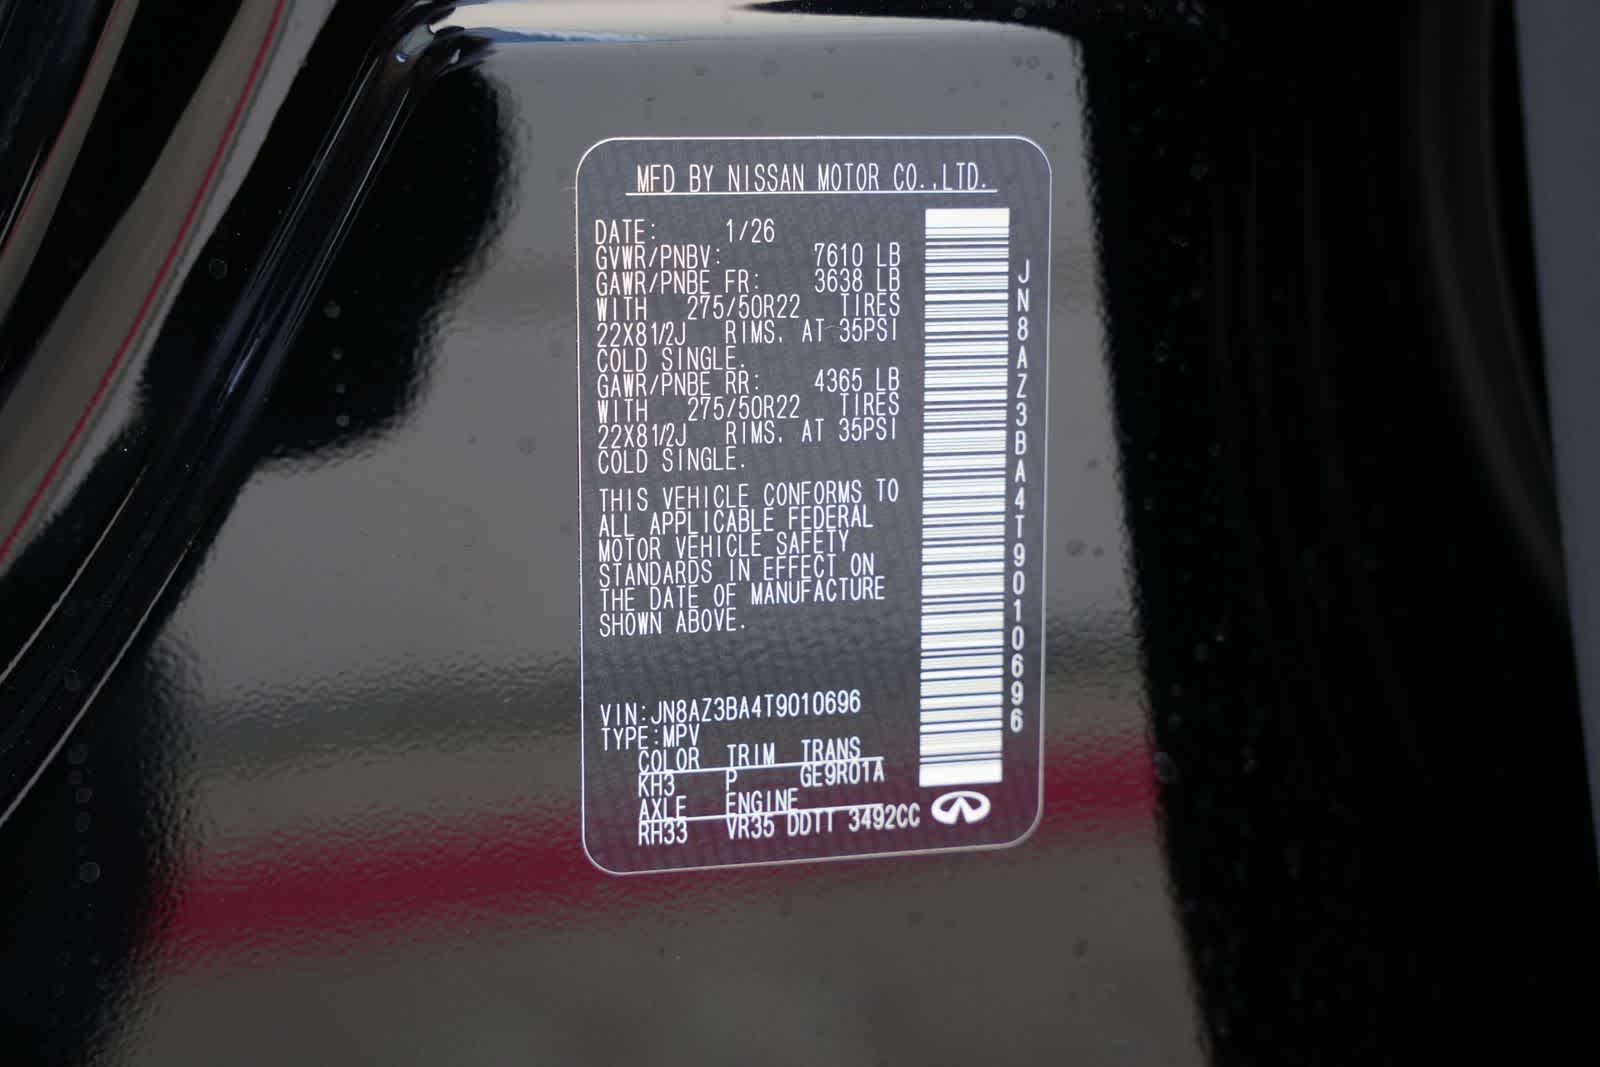 MFD BY NISSAN MOTOR CO.,LTD.
DATE: 1/26
GVWR/PNBV: 7610 LB
GAWR/PNBE FR: 3638 LB
WITH 275/50R22 TIRES
22X81/2J RIMS. AT 35PSI
COLD SINGLE.
GAWR/PNBE RR: 4365 LB
WITH 275/50R22 TIRES
22X81/2J RIMS. AT 35PSI
COLD SINGLE.
THIS VEHICLE CONFORMS TO
ALL APPLICABLE FEDERAL
MOTOR VEHICLE SAFETY
STANDARDS IN EFFECT ON
THE DATE OF MANUFACTURE
SHOWN ABOVE.
VIN:JN8AZ3BA4T9010696
TYPE:MPV
COLOR TRIM TRANS
KH3 P GE9R01A
AXLE ENGINE
RH33 VR35 DDTT 3492CC
JN8AZ3BA4T9010696